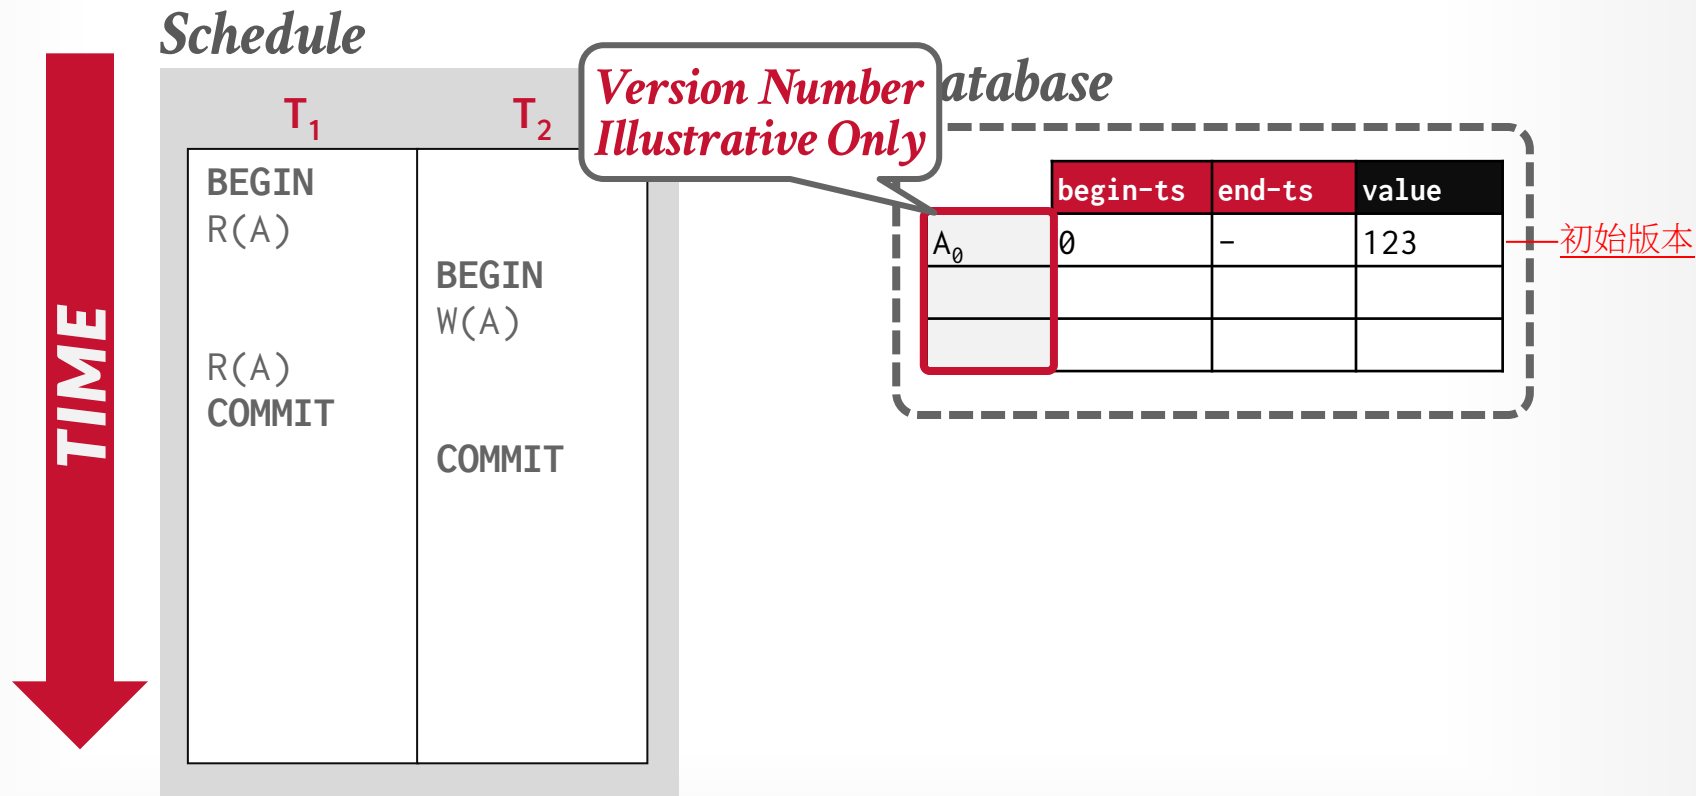 Schedule
Version Number
Illustrative Only
atabase
TIME
T1 T2
BEGIN
R(A)
BEGIN
W(A)
R(A)
COMMIT
COMMIT
begin-ts end-ts value
A0 0 – 123
初始版本